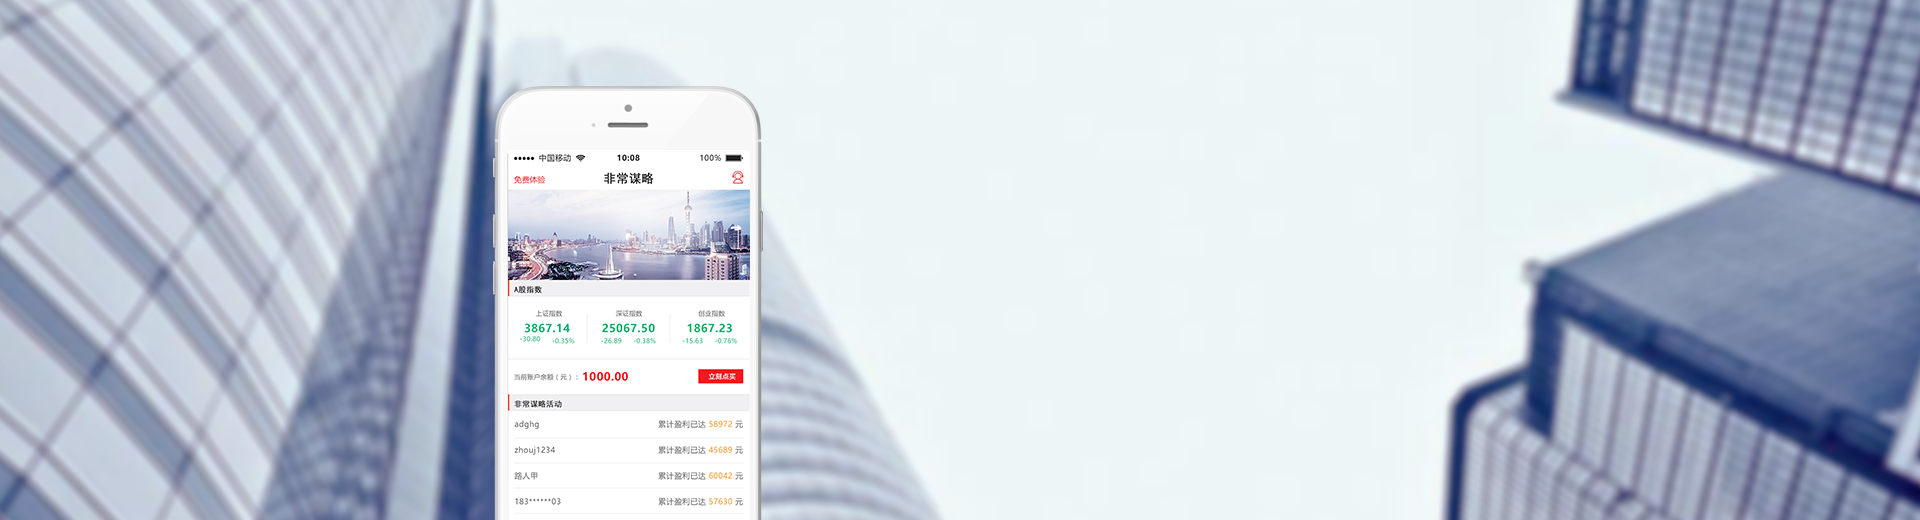 中国移动 10:08 100%
免费体验 非常谋略
A股指数
上证指数 深证指数 创业指数
3867.14 25067.50 1867.23
-30.80 -0.35% -26.89 -0.38% -15.63 -0.76%
当前账户余额（元）： 1000.00 立刻点买
非常谋略活动
adghg 累计盈利已达 58972 元
zhouj1234 累计盈利已达 45689 元
路人甲 累计盈利已达 60042 元
183******03 累计盈利已达 57630 元